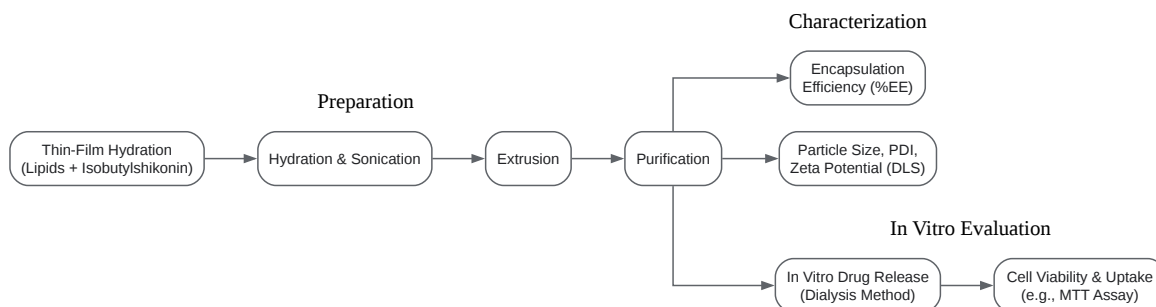 Characterization
Encapsulation
Efficiency (%EE)
Preparation
Thin-Film Hydration
(Lipids + Isobutylshikonin)
Hydration & Sonication
Extrusion
Purification
Particle Size, PDI,
Zeta Potential (DLS)
In Vitro Evaluation
In Vitro Drug Release
(Dialysis Method)
Cell Viability & Uptake
(e.g., MTT Assay)